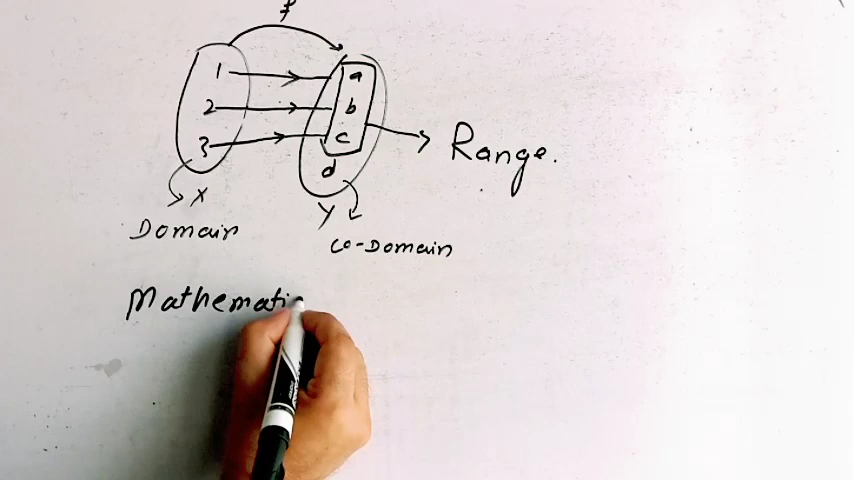 f
1 a
2 b
3 c
d
Range.
X
Y
Domain
Co-Domain
Mathemati